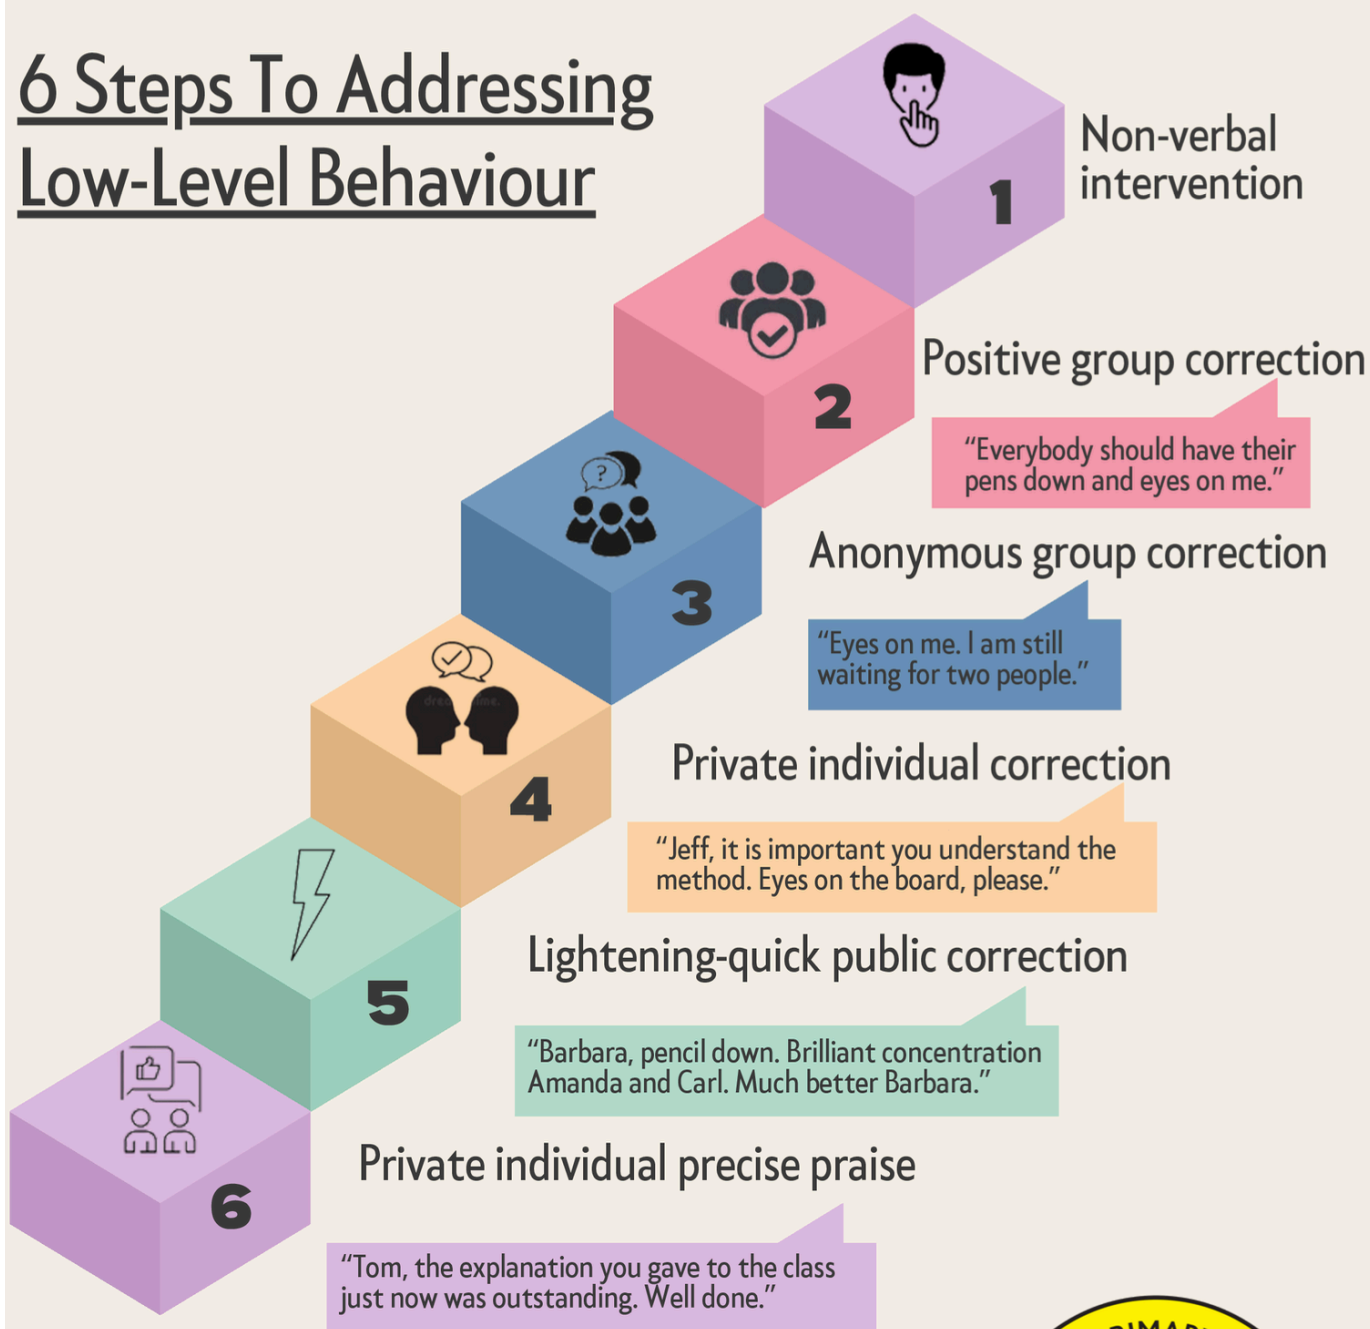 6 Steps To Addressing
Low-Level Behaviour
1
Non-verbal
intervention
2
Positive group correction
“Everybody should have their
pens down and eyes on me.”
3
Anonymous group correction
“Eyes on me. I am still
waiting for two people.”
4
Private individual correction
“Jeff, it is important you understand the
method. Eyes on the board, please.”
5
Lightening-quick public correction
“Barbara, pencil down. Brilliant concentration
Amanda and Carl. Much better Barbara.”
6
Private individual precise praise
“Tom, the explanation you gave to the class
just now was outstanding. Well done.”